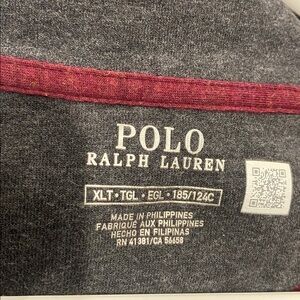 POLO
RALPH LAUREN
XLT • TGL • EGL • 185/124C
MADE IN PHILIPPINES
FABRIQUÉ AUX PHILIPPINES
HECHO EN FILIPINAS
RN 41381/CA 56658